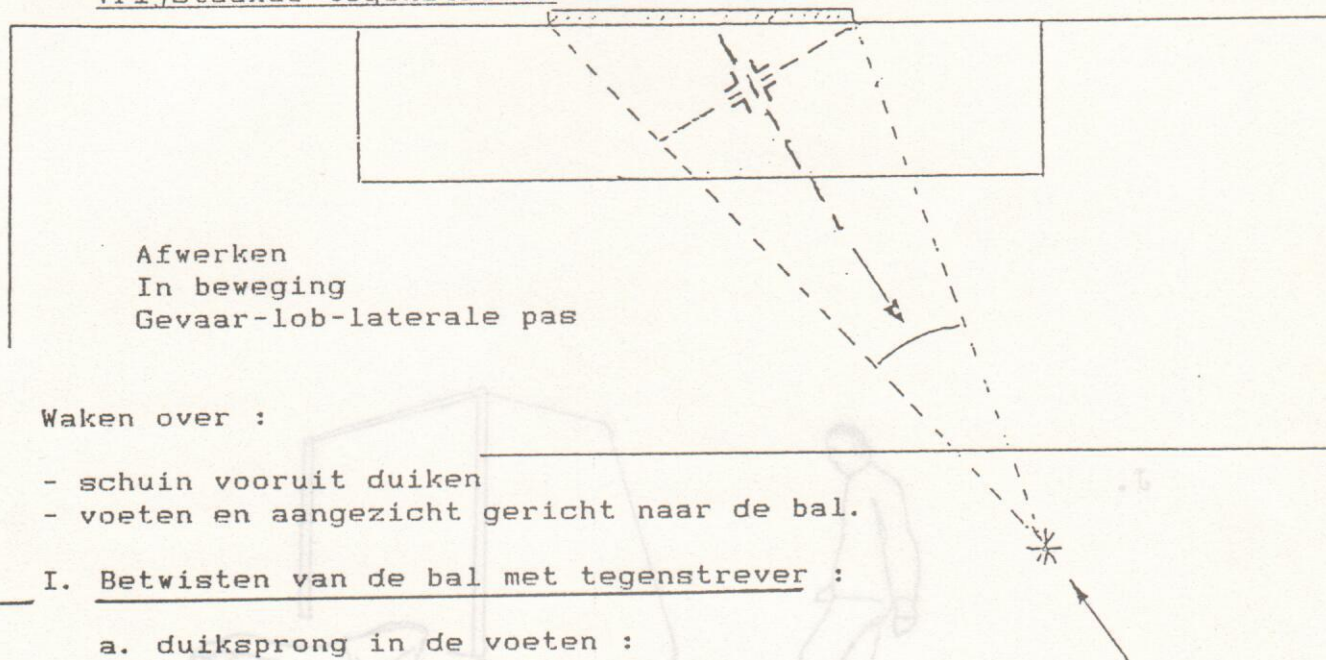 Afwerken
In beweging
Gevaar-lob-laterale pas
Waken over :
- schuin vooruit duiken
- voeten en aangezicht gericht naar de bal.
I. Betwisten van de bal met tegenstrever :
a. duiksprong in de voeten :